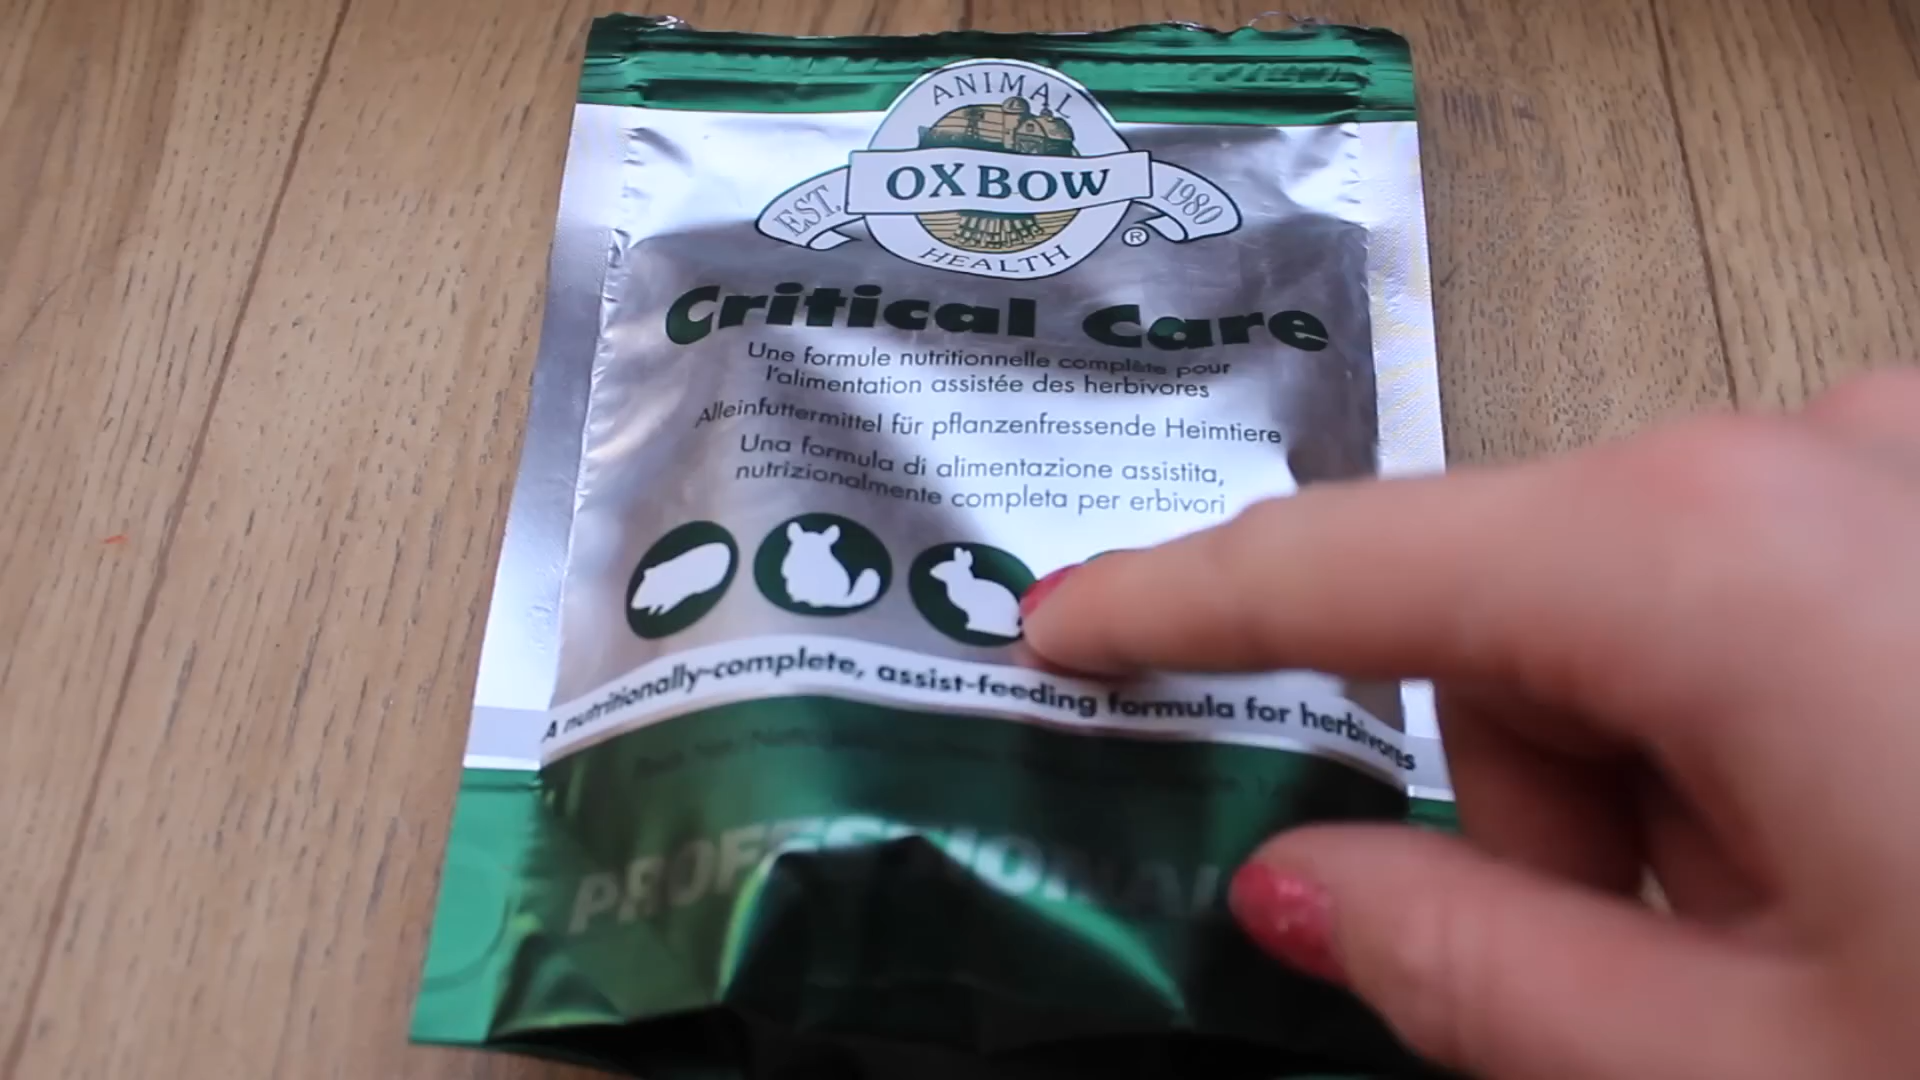 ANIMAL
OXBOW
EST. 1980
HEALTH
®
Critical Care
Une formule nutritionnelle complète pour
l'alimentation assistée des herbivores
Alleinfuttermittel für pflanzenfressende Heimtiere
Una formula di alimentazione assistita,
nutrizionalmente completa per erbivori
A nutritionally-complete, assist-feeding formula for herbivores
PROFESSIONAL